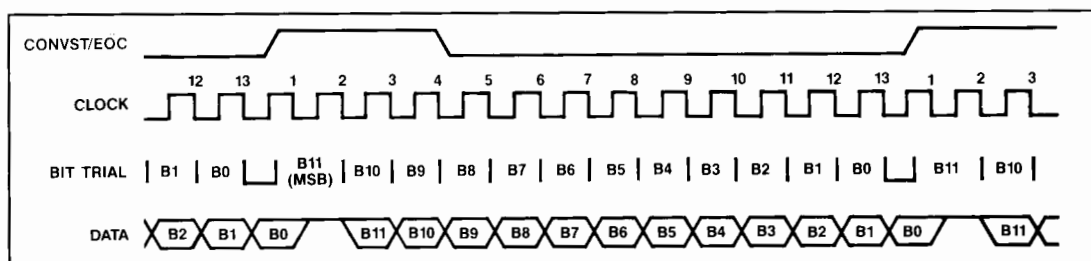 CONVST/EOC
12 13 1 2 3 4 5 6 7 8 9 10 11 12 13 1 2 3
CLOCK
BIT TRIAL B1 B0 B11 B10 B9 B8 B7 B6 B5 B4 B3 B2 B1 B0 B11 B10
(MSB)
DATA B2 B1 B0 B11 B10 B9 B8 B7 B6 B5 B4 B3 B2 B1 B0 B11